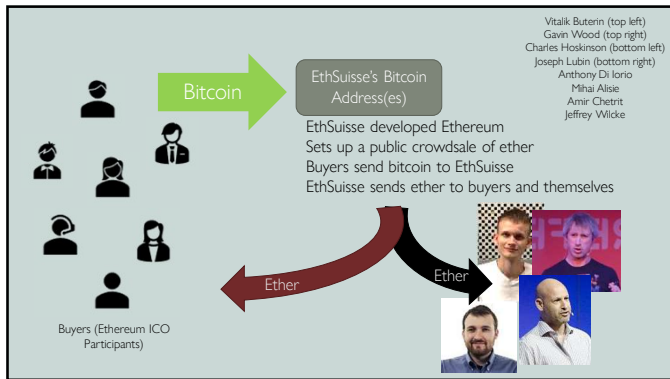 Vitalik Buterin (top left)
Gavin Wood (top right)
Charles Hoskinson (bottom left)
Joseph Lubin (bottom right)
Anthony Di Iorio
Mihai Alisie
Amir Chetrit
Jeffrey Wilcke
Bitcoin
EthSuisse's Bitcoin
Address(es)
EthSuisse developed Ethereum
Sets up a public crowdsale of ether
Buyers send bitcoin to EthSuisse
EthSuisse sends ether to buyers and themselves
Ether
Ether
Buyers (Ethereum ICO
Participants)